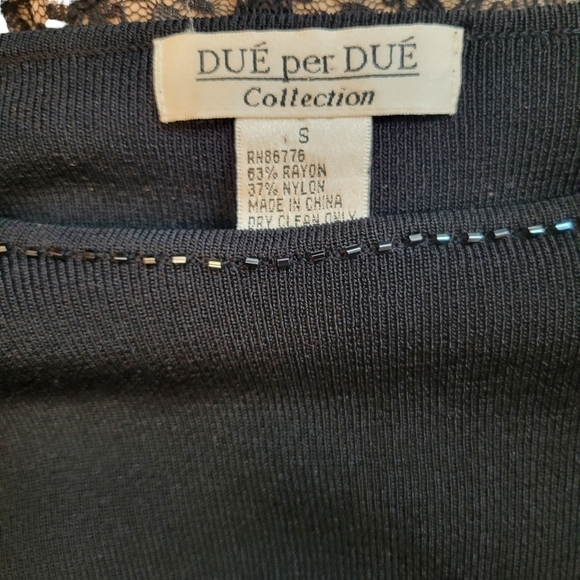 DUÉ per DUÉ
Collection
S
RN86776
63% RAYON
37% NYLON
MADE IN CHINA
DRY CLEAN ONLY